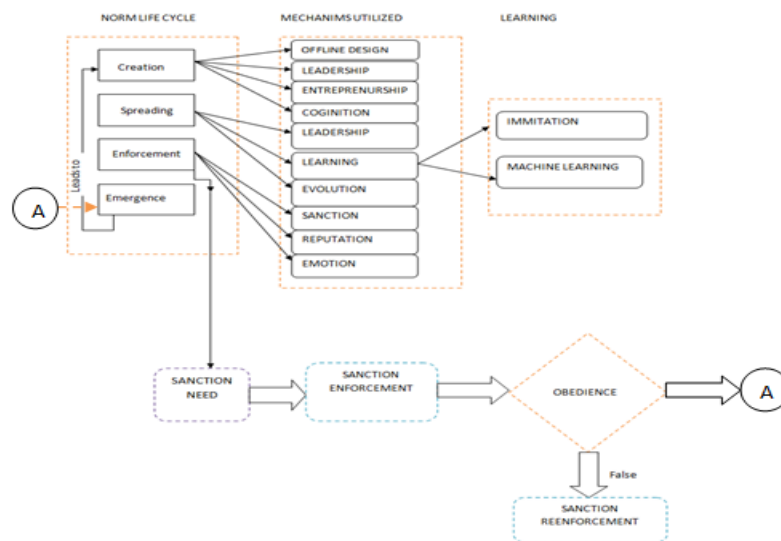 NORM LIFE CYCLE
MECHANIMS UTILIZED
LEARNING
Creation
Spreading
Enforcement
Emergence
Leads to
A
OFFLINE DESIGN
LEADERSHIP
ENTREPRENURSHIP
COGINITION
LEADERSHIP
LEARNING
EVOLUTION
SANCTION
REPUTATION
EMOTION
IMMITATION
MACHINE LEARNING
SANCTION
NEED
SANCTION
ENFORCEMENT
OBEDIENCE
A
False
SANCTION
REENFORCEMENT